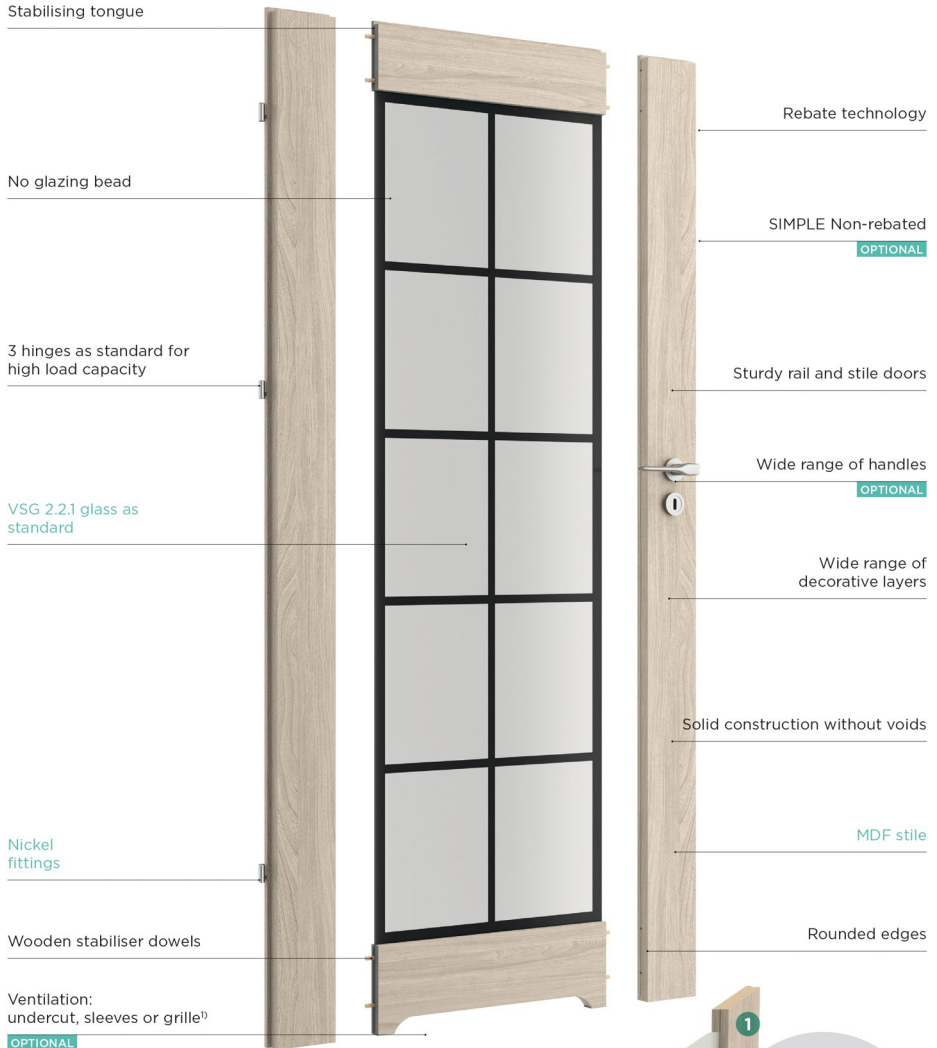 Stabilising tongue
No glazing bead
3 hinges as standard for
high load capacity
VSG 2.2.1 glass as
standard
Nickel
fittings
Wooden stabiliser dowels
Ventilation:
undercut, sleeves or grille¹⁾
OPTIONAL
Rebate technology
SIMPLE Non-rebated
OPTIONAL
Sturdy rail and stile doors
Wide range of handles
OPTIONAL
Wide range of
decorative layers
Solid construction without voids
MDF stile
Rounded edges
1